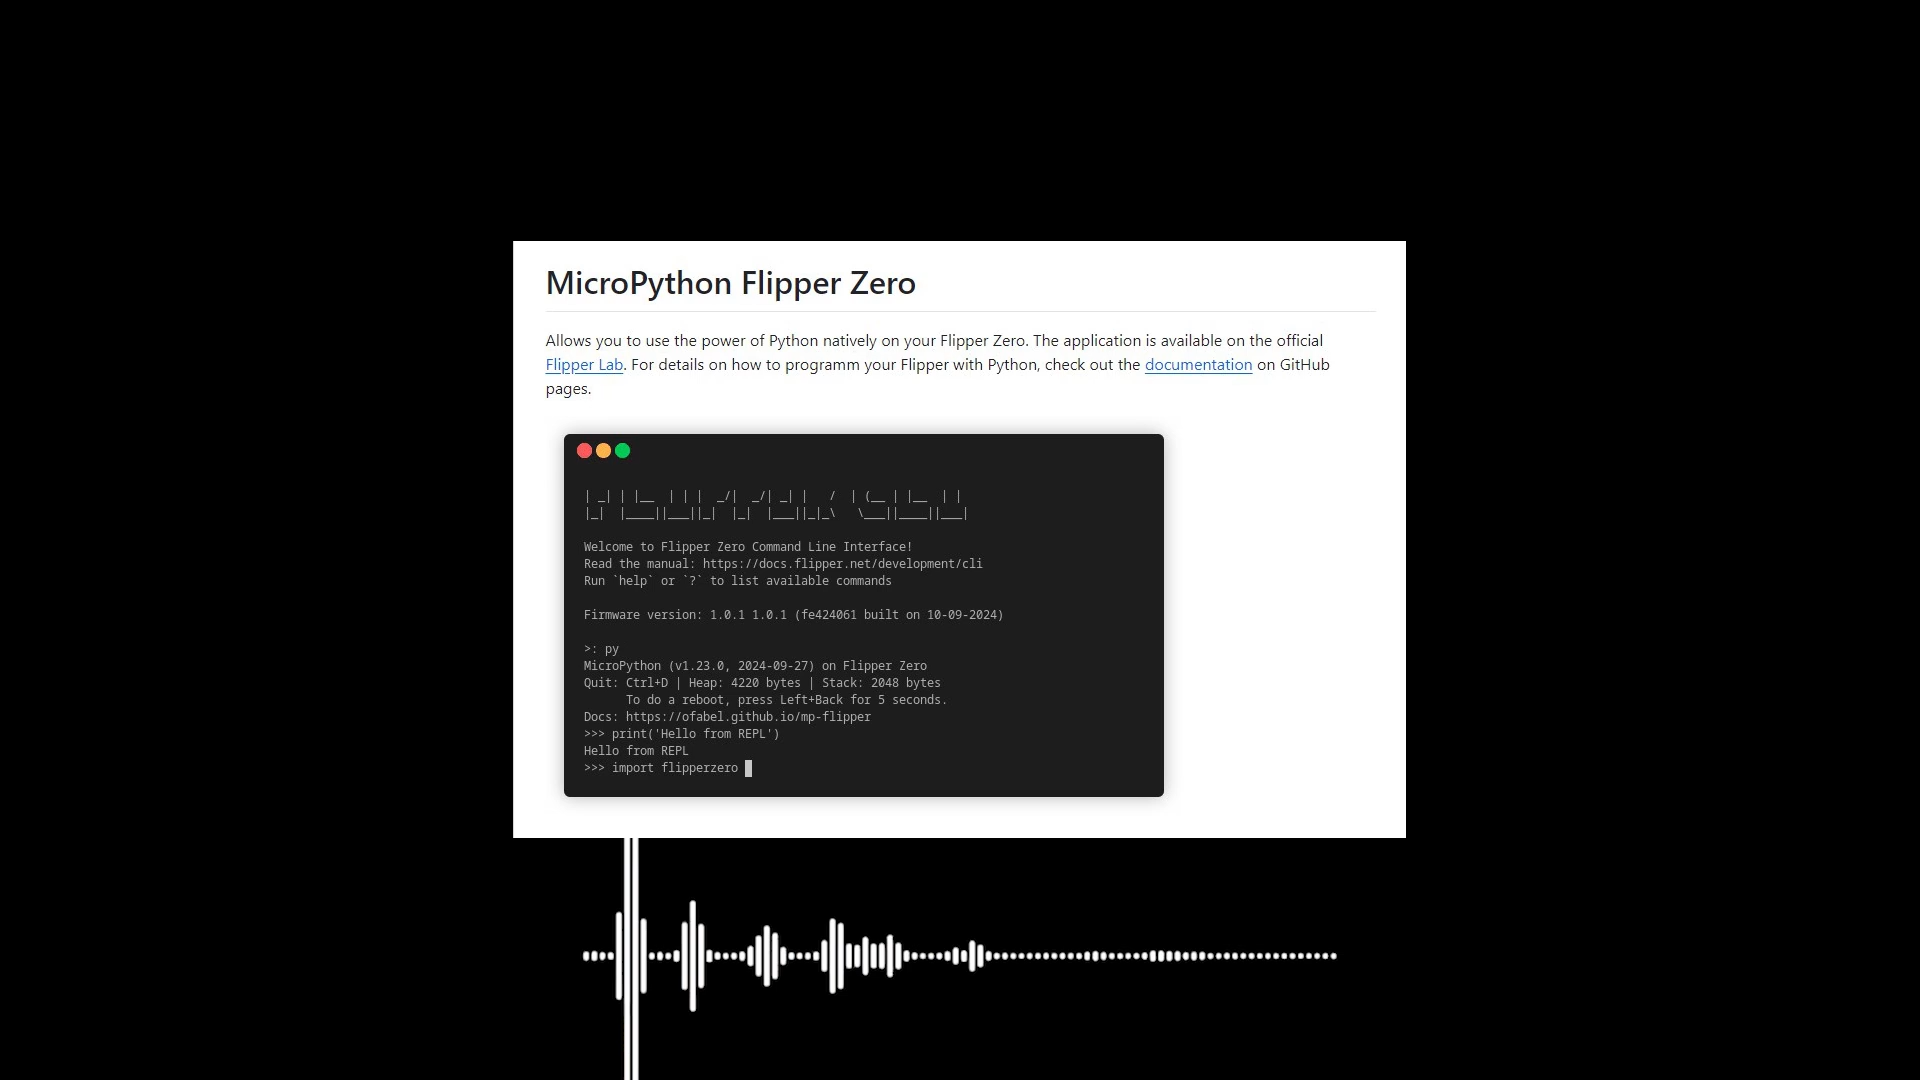 MicroPython Flipper Zero
Allows you to use the power of Python natively on your Flipper Zero. The application is available on the official
Flipper Lab. For details on how to programm your Flipper with Python, check out the documentation on GitHub
pages.
Welcome to Flipper Zero Command Line Interface!
Read the manual: https://docs.flipper.net/development/cli
Run `help` or `?` to list available commands
Firmware version: 1.0.1 1.0.1 (fe424061 built on 10-09-2024)
>: py
MicroPython (v1.23.0, 2024-09-27) on Flipper Zero
Quit: Ctrl+D | Heap: 4220 bytes | Stack: 2048 bytes
To do a reboot, press Left+Back for 5 seconds.
Docs: https://ofabel.github.io/mp-flipper
>>> print('Hello from REPL')
Hello from REPL
>>> import flipperzero